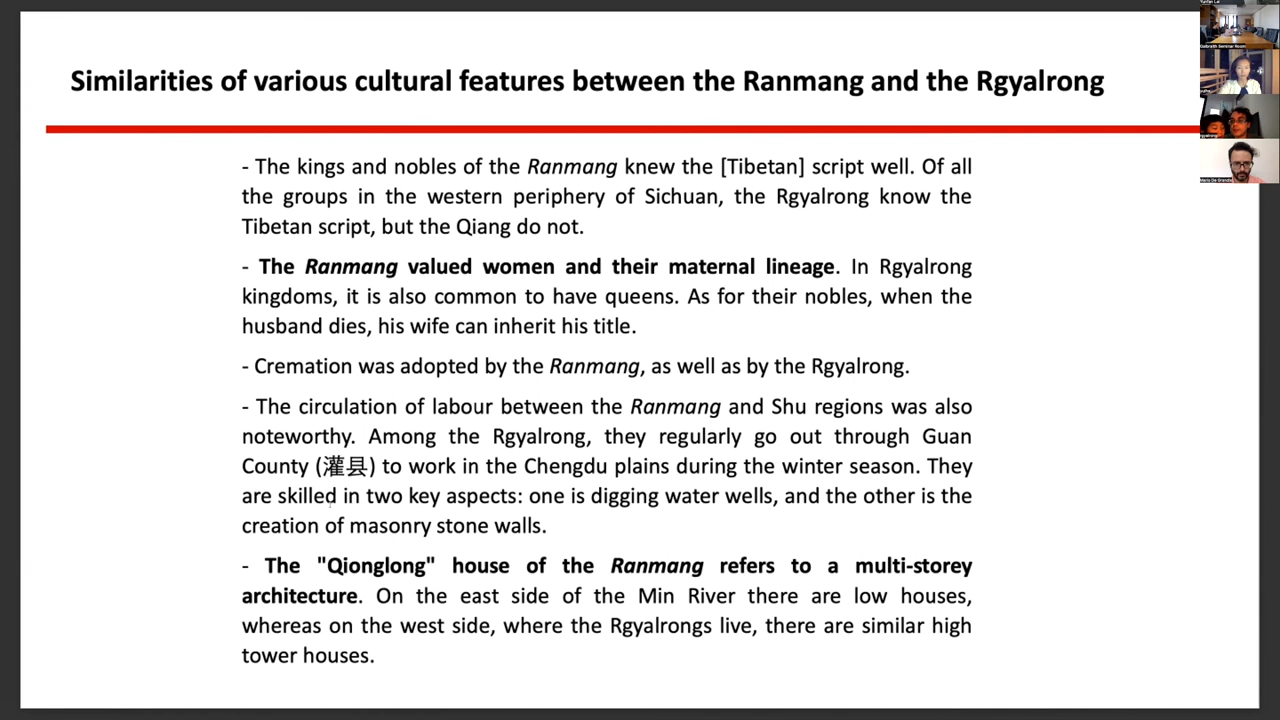 Similarities of various cultural features between the Ranmang and the Rgyalrong
- The kings and nobles of the Ranmang knew the [Tibetan] script well. Of all
the groups in the western periphery of Sichuan, the Rgyalrong know the
Tibetan script, but the Qiang do not.
- The Ranmang valued women and their maternal lineage. In Rgyalrong
kingdoms, it is also common to have queens. As for their nobles, when the
husband dies, his wife can inherit his title.
- Cremation was adopted by the Ranmang, as well as by the Rgyalrong.
- The circulation of labour between the Ranmang and Shu regions was also
noteworthy. Among the Rgyalrong, they regularly go out through Guan
County (灌县) to work in the Chengdu plains during the winter season. They
are skilled in two key aspects: one is digging water wells, and the other is the
creation of masonry stone walls.
- The "Qionglong" house of the Ranmang refers to a multi-storey
architecture. On the east side of the Min River there are low houses,
whereas on the west side, where the Rgyalrongs live, there are similar high
tower houses.